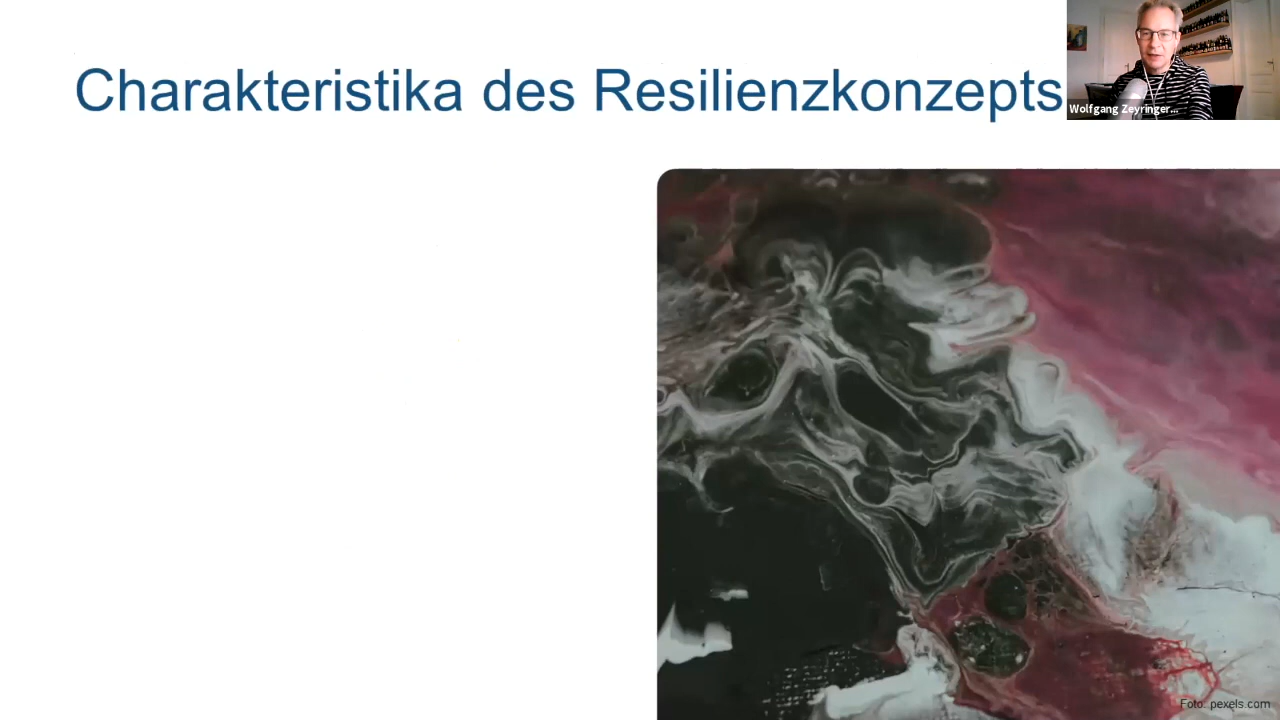 Charakteristika des Resilienzkonzepts
Wolfgang Zeyringer...
Foto: pexels.com